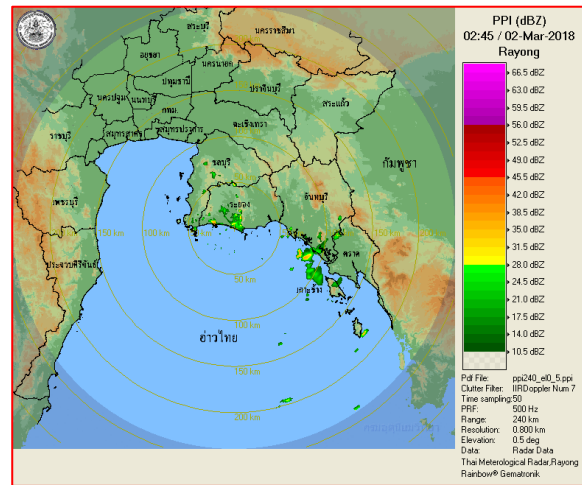 PPI (dBZ)
02:45 / 02-Mar-2018
Rayong
66.5 dBZ
63.0 dBZ
59.5 dBZ
56.0 dBZ
52.5 dBZ
49.0 dBZ
45.5 dBZ
42.0 dBZ
38.5 dBZ
35.0 dBZ
31.5 dBZ
28.0 dBZ
24.5 dBZ
21.0 dBZ
17.5 dBZ
14.0 dBZ
10.5 dBZ
Pdf File: ppi240_el0_5.ppi
Clutter Filter: IIRDoppler Num 7
Time sampling:50
PRF: 500 Hz
Range: 240 km
Resolution: 0.800 km
Elevation: 0.5 deg
Data: Radar Data
Thai Meterological Radar,Rayong
Rainbow® Gematronik
สระบุรี
นครราชสีมา
อยุธยา
นครนายก
ปทุมธานี
ปราจีนบุรี
นครปฐม
นนทบุรี
กทม.
สระแก้ว
ราชบุรี
สมุทรสาคร
สมุทรปราการ
ฉะเชิงเทรา
ชลบุรี
กัมพูชา
เพชรบุรี
ระยอง
จันทบุรี
150 km
100 km
ประจวบคีรีขันธ์
ตราด
50 km
เกาะช้าง
100 km
อ่าวไทย
150 km
200 km